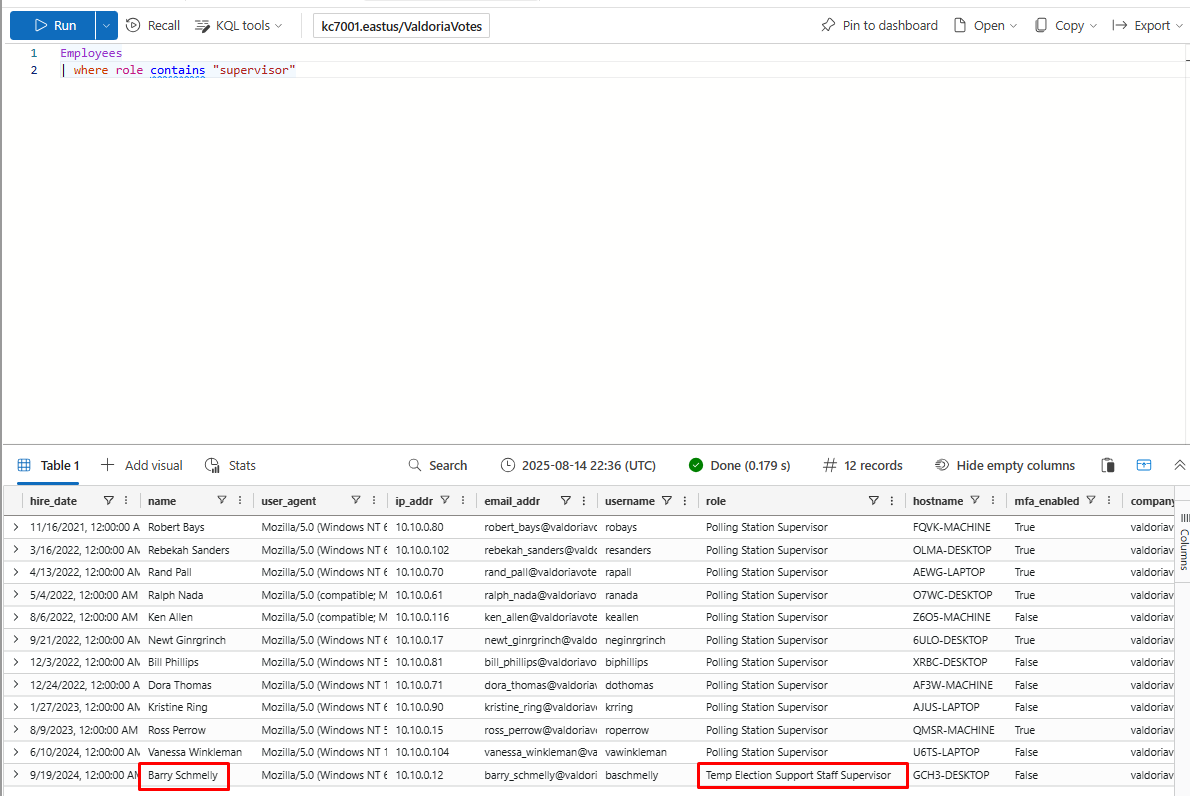 Run Recall KQL tools kc7001.eastus/ValdoriaVotes Pin to dashboard Open Copy Export
1 Employees
2 | where role contains "supervisor"
Table 1 Add visual Stats Search 2025-08-14 22:36 (UTC) Done (0.179 s) 12 records Hide empty columns
hire_date name user_agent ip_addr email_addr username role hostname mfa_enabled company
11/16/2021, 12:00:00 A Robert Bays Mozilla/5.0 (Windows NT 6 10.10.0.80 robert_bays@valdoriavo robays Polling Station Supervisor FQVK-MACHINE True valdoriav
3/16/2022, 12:00:00 AM Rebekah Sanders Mozilla/5.0 (Windows NT 6 10.10.0.102 rebekah_sanders@valdo resanders Polling Station Supervisor OLMA-DESKTOP True valdoriav
4/13/2022, 12:00:00 AM Rand Pall Mozilla/5.0 (Windows NT 6 10.10.0.70 rand_pall@valdoriavote rapall Polling Station Supervisor AEWG-LAPTOP True valdoriav
5/4/2022, 12:00:00 AM Ralph Nada Mozilla/5.0 (compatible; M 10.10.0.61 ralph_nada@valdoriavo ranada Polling Station Supervisor O7WC-DESKTOP True valdoriav
8/6/2022, 12:00:00 AM Ken Allen Mozilla/5.0 (compatible; M 10.10.0.116 ken_allen@valdoriavote keallen Polling Station Supervisor Z6O5-MACHINE False valdoriav
9/21/2022, 12:00:00 AM Newt Ginrgrinch Mozilla/5.0 (Windows NT 6 10.10.0.17 newt_ginrgrinch@valdo neginrgrinch Polling Station Supervisor 6ULO-DESKTOP True valdoriav
12/3/2022, 12:00:00 AM Bill Phillips Mozilla/5.0 (Windows NT 5 10.10.0.81 bill_phillips@valdoriavo biphillips Polling Station Supervisor XRBC-DESKTOP False valdoriav
12/24/2022, 12:00:00 A Dora Thomas Mozilla/5.0 (Windows NT 1 10.10.0.71 dora_thomas@valdoriav dothomas Polling Station Supervisor AF3W-MACHINE False valdoriav
1/27/2023, 12:00:00 AM Kristine Ring Mozilla/5.0 (Windows NT 6 10.10.0.90 kristine_ring@valdoriav krring Polling Station Supervisor AJUS-LAPTOP False valdoriav
8/9/2023, 12:00:00 AM Ross Perrow Mozilla/5.0 (Windows NT 5 10.10.0.15 ross_perrow@valdoriavo roperrow Polling Station Supervisor QMSR-MACHINE True valdoriav
6/10/2024, 12:00:00 AM Vanessa Winkleman Mozilla/5.0 (Windows NT 1 10.10.0.104 vanessa_winkleman@va vawinkleman Polling Station Supervisor U6TS-LAPTOP False valdoriav
9/19/2024, 12:00:00 AM Barry Schmelly Mozilla/5.0 (Windows NT 6 10.10.0.12 barry_schmelly@valdori baschmelly Temp Election Support Staff Supervisor GCH3-DESKTOP False valdoriav
Columns